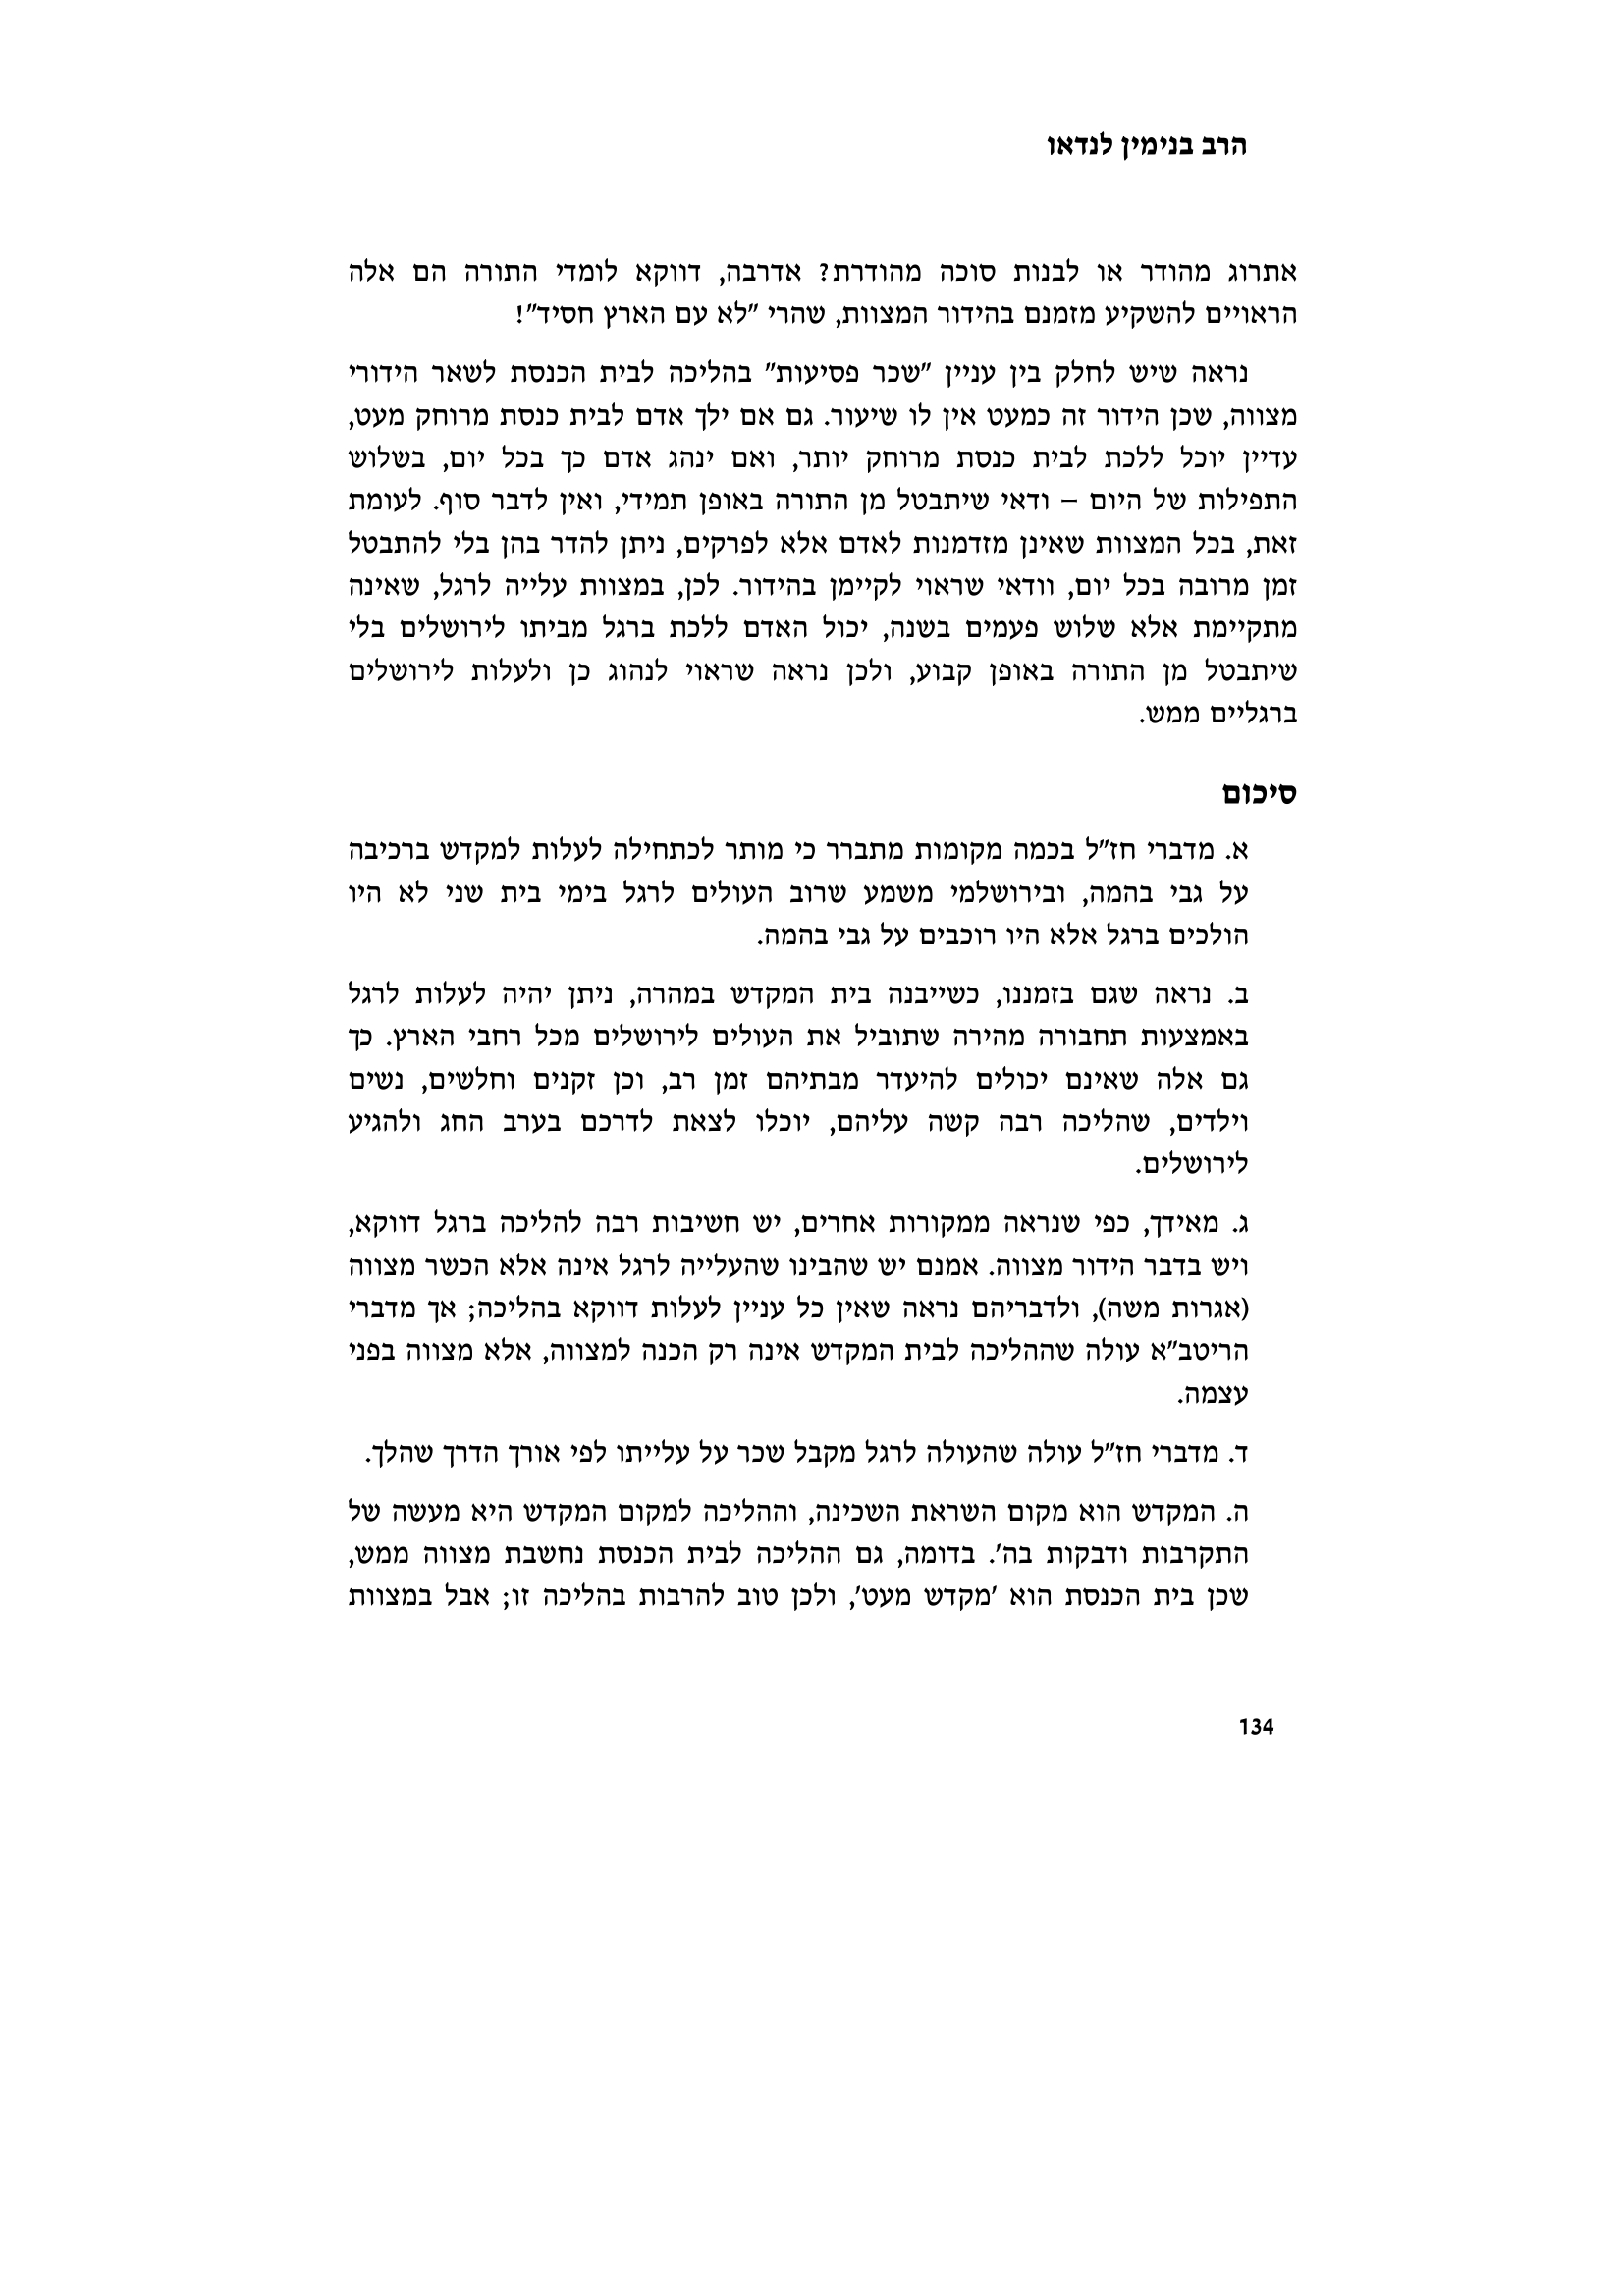 הרב בנימין לנדאו
אתרוג מהודר או לבנות סוכה מהודרת? אדרבה, דווקא לומדי התורה הם אלה
הראויים להשקיע מזמנם בהידור המצוות, שהרי "לא עם הארץ חסיד"!
נראה שיש לחלק בין עניין "שכר פסיעות" בהליכה לבית הכנסת לשאר הידורי
מצווה, שכן הידור זה כמעט אין לו שיעור. גם אם ילך אדם לבית כנסת מרוחק מעט,
עדיין יוכל ללכת לבית כנסת מרוחק יותר, ואם ינהג אדם כך בכל יום, בשלוש
התפילות של היום – ודאי שיתבטל מן התורה באופן תמידי, ואין לדבר סוף. לעומת
זאת, בכל המצוות שאינן מזדמנות לאדם אלא לפרקים, ניתן להדר בהן בלי להתבטל
זמן מרובה בכל יום, וודאי שראוי לקיימן בהידור. לכן, במצוות עלייה לרגל, שאינה
מתקיימת אלא שלוש פעמים בשנה, יכול האדם ללכת ברגל מביתו לירושלים בלי
שיתבטל מן התורה באופן קבוע, ולכן נראה שראוי לנהוג כן ולעלות לירושלים
ברגליים ממש.
סיכום
א. מדברי חז"ל בכמה מקומות מתברר כי מותר לכתחילה לעלות למקדש ברכיבה
על גבי בהמה, ובירושלמי משמע שרוב העולים לרגל בימי בית שני לא היו
הולכים ברגל אלא היו רוכבים על גבי בהמה.
ב. נראה שגם בזמננו, כשייבנה בית המקדש במהרה, ניתן יהיה לעלות לרגל
באמצעות תחבורה מהירה שתוביל את העולים לירושלים מכל רחבי הארץ. כך
גם אלה שאינם יכולים להיעדר מבתיהם זמן רב, וכן זקנים וחלשים, נשים
וילדים, שהליכה רבה קשה עליהם, יוכלו לצאת לדרכם בערב החג ולהגיע
לירושלים.
ג. מאידך, כפי שנראה ממקורות אחרים, יש חשיבות רבה להליכה ברגל דווקא,
ויש בדבר הידור מצווה. אמנם יש שהבינו שהעלייה לרגל אינה אלא הכשר מצווה
(אגרות משה), ולדבריהם נראה שאין כל עניין לעלות דווקא בהליכה; אך מדברי
הריטב"א עולה שההליכה לבית המקדש אינה רק הכנה למצווה, אלא מצווה בפני
עצמה.
ד. מדברי חז"ל עולה שהעולה לרגל מקבל שכר על עלייתו לפי אורך הדרך שהלך.
ה. המקדש הוא מקום השראת השכינה, וההליכה למקום המקדש היא מעשה של
התקרבות ודבקות בה'. בדומה, גם ההליכה לבית הכנסת נחשבת מצווה ממש,
שכן בית הכנסת הוא 'מקדש מעט', ולכן טוב להרבות בהליכה זו; אבל במצוות
134